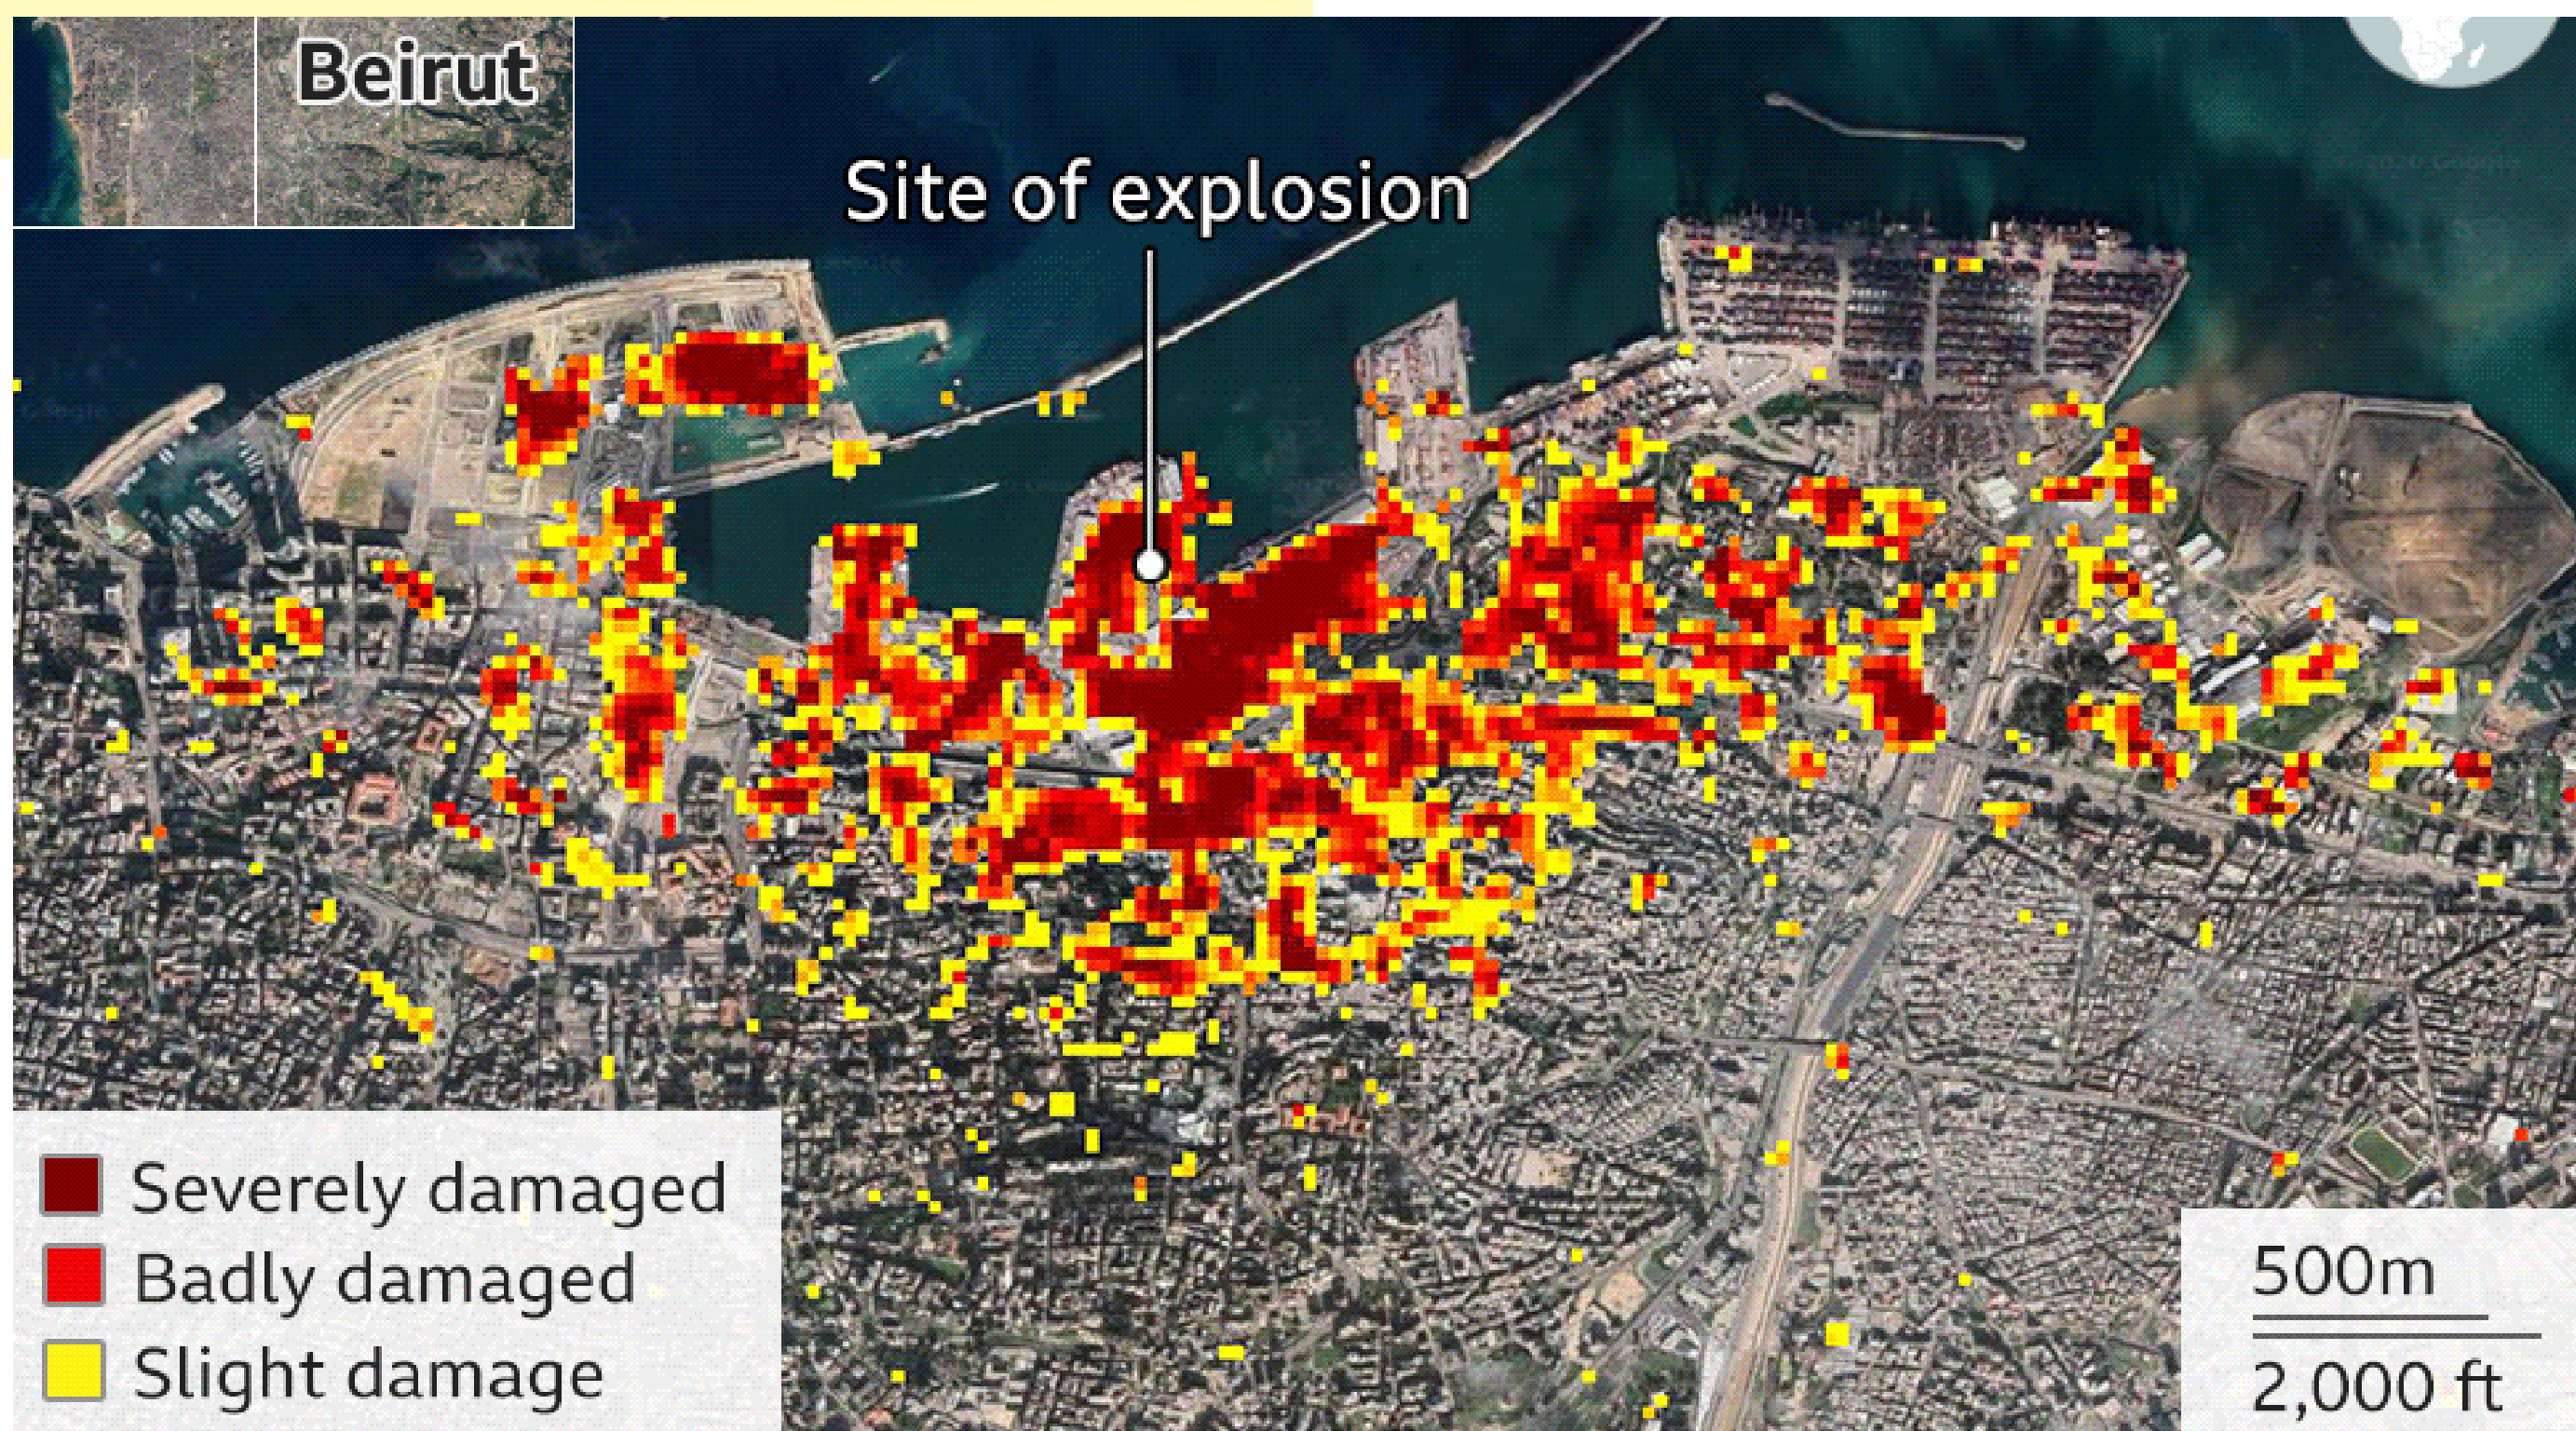 Beirut
Site of explosion
Severely damaged
Badly damaged
Slight damage
500m
2,000 ft